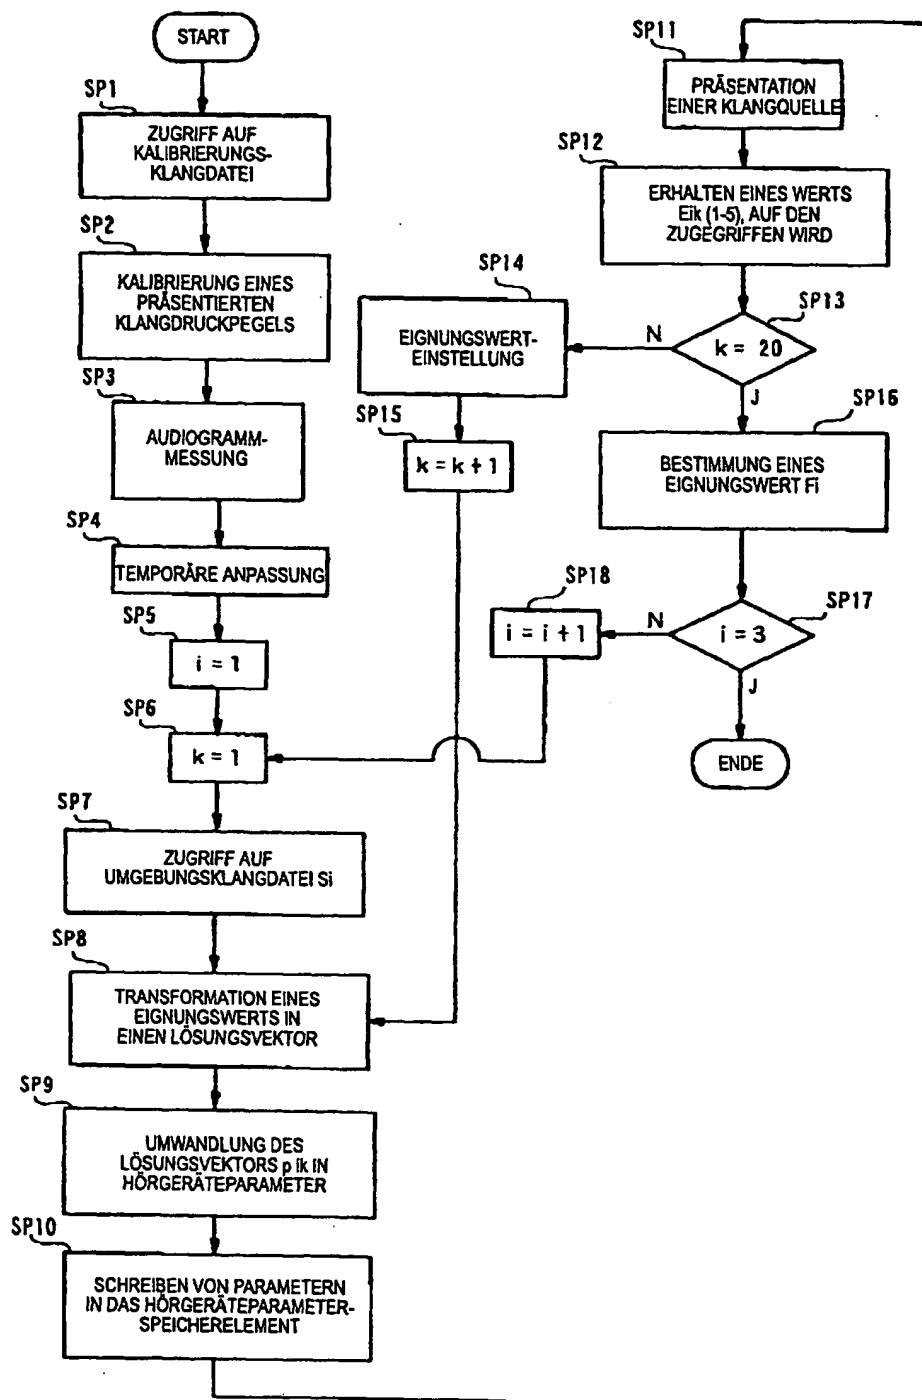 START
SP1
ZUGRIFF AUF
KALIBRIERUNGS-
KLANGDATEI
SP2
KALIBRIERUNG EINES
PRÄSENTIERTEN
KLANGDRUCKPEGELS
SP3
AUDIOGRAMM-
MESSUNG
SP4
TEMPORÄRE ANPASSUNG
SP5
i = 1
SP6
k = 1
SP7
ZUGRIFF AUF
UMGEBUNGSKLANGDATEI Si
SP8
TRANSFORMATION EINES
EIGNUNGSWERTS IN
EINEN LÖSUNGSVEKTOR
SP9
UMWANDLUNG DES
LÖSUNGSVEKTORS p ik IN
HÖRGERÄTEPARAMETER
SP10
SCHREIBEN VON PARAMETERN
IN DAS HÖRGERÄTEPARAMETER-
SPEICHERELEMENT
SP11
PRÄSENTATION
EINER KLANGQUELLE
SP12
ERHALTEN EINES WERTS
Eik (1-5), AUF DEN
ZUGEGRIFFEN WIRD
SP13
k = 20
N
J
SP14
EIGNUNGSWERT-
EINSTELLUNG
SP15
k = k + 1
SP16
BESTIMMUNG EINES
EIGNUNGSWERT Fi
SP17
i = 3
N
J
SP18
i = i + 1
ENDE